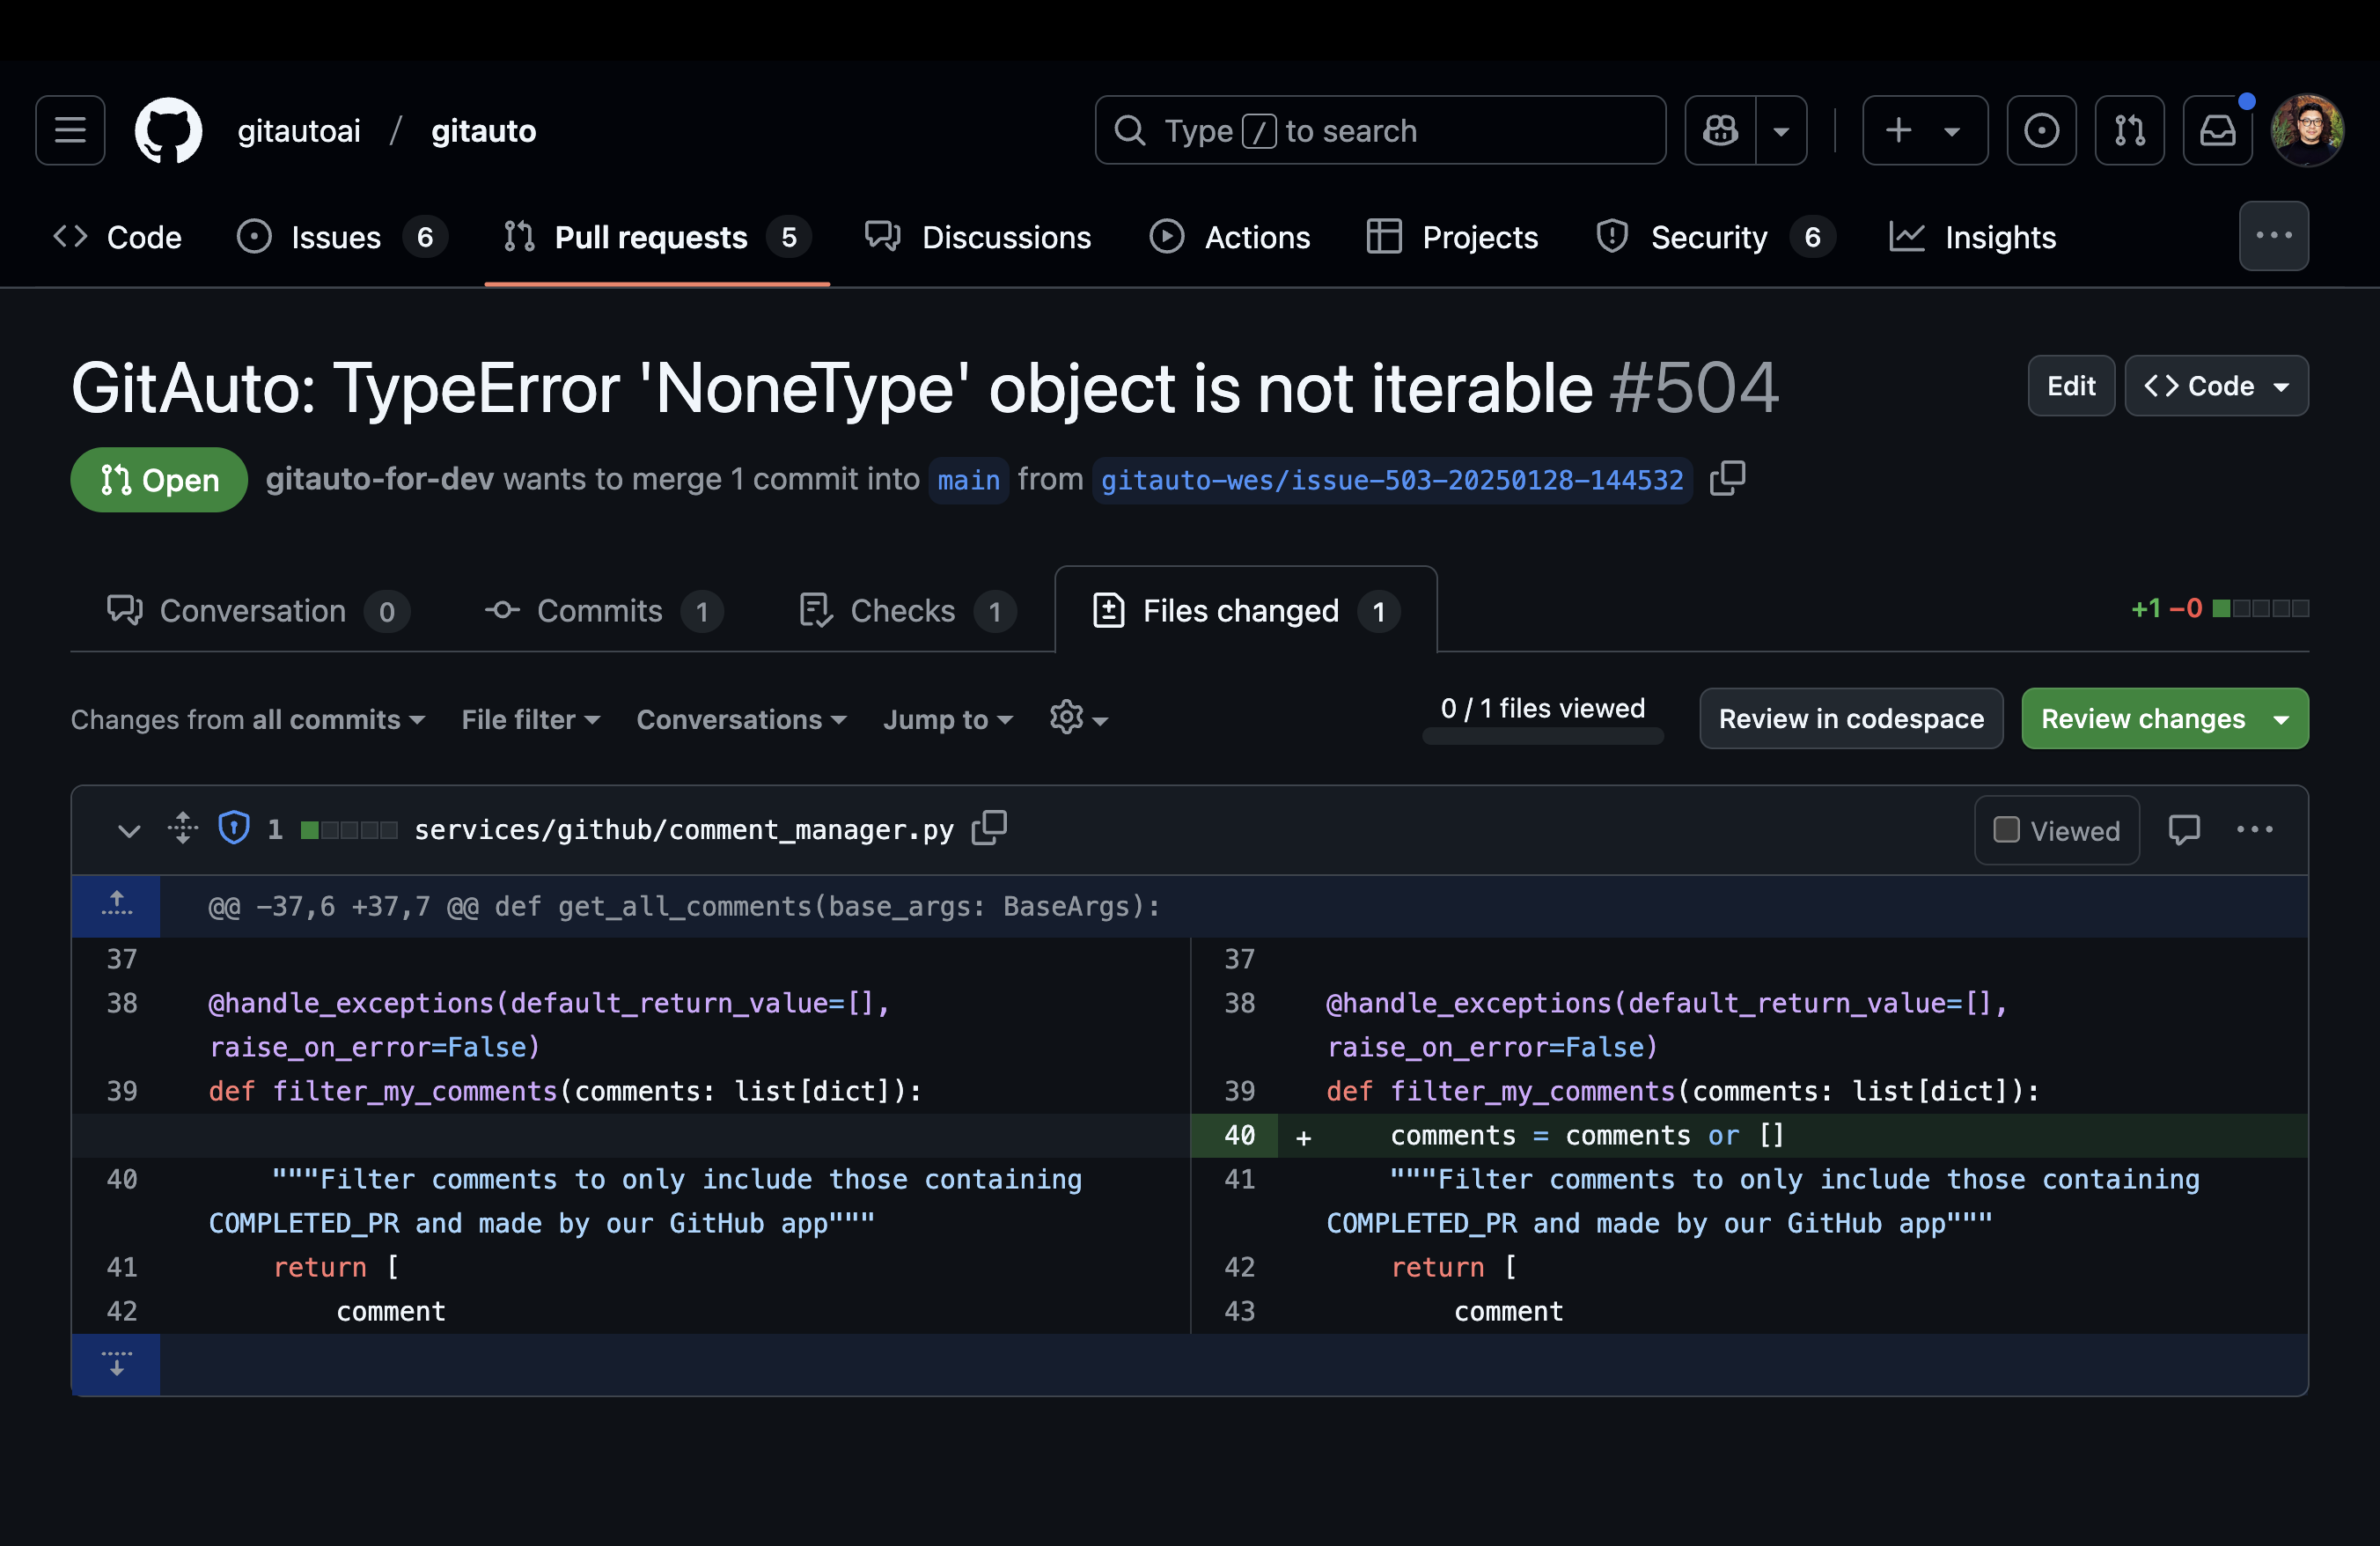 gitautoai / gitauto
Type / to search
Code
Issues 6
Pull requests 5
Discussions
Actions
Projects
Security 6
Insights
GitAuto: TypeError 'NoneType' object is not iterable #504
Edit
Code
Open
gitauto-for-dev wants to merge 1 commit into main from gitauto-wes/issue-503-20250128-144532
Conversation 0
Commits 1
Checks 1
Files changed 1
+1 −0
Changes from all commits
File filter
Conversations
Jump to
0 / 1 files viewed
Review in codespace
Review changes
1 services/github/comment_manager.py
Viewed
@@ -37,6 +37,7 @@ def get_all_comments(base_args: BaseArgs):
37
38 @handle_exceptions(default_return_value=[],
raise_on_error=False)
39 def filter_my_comments(comments: list[dict]):
40 """Filter comments to only include those containing
COMPLETED_PR and made by our GitHub app"""
41 return [
42 comment
37
38 @handle_exceptions(default_return_value=[],
raise_on_error=False)
39 def filter_my_comments(comments: list[dict]):
40 + comments = comments or []
41 """Filter comments to only include those containing
COMPLETED_PR and made by our GitHub app"""
42 return [
43 comment